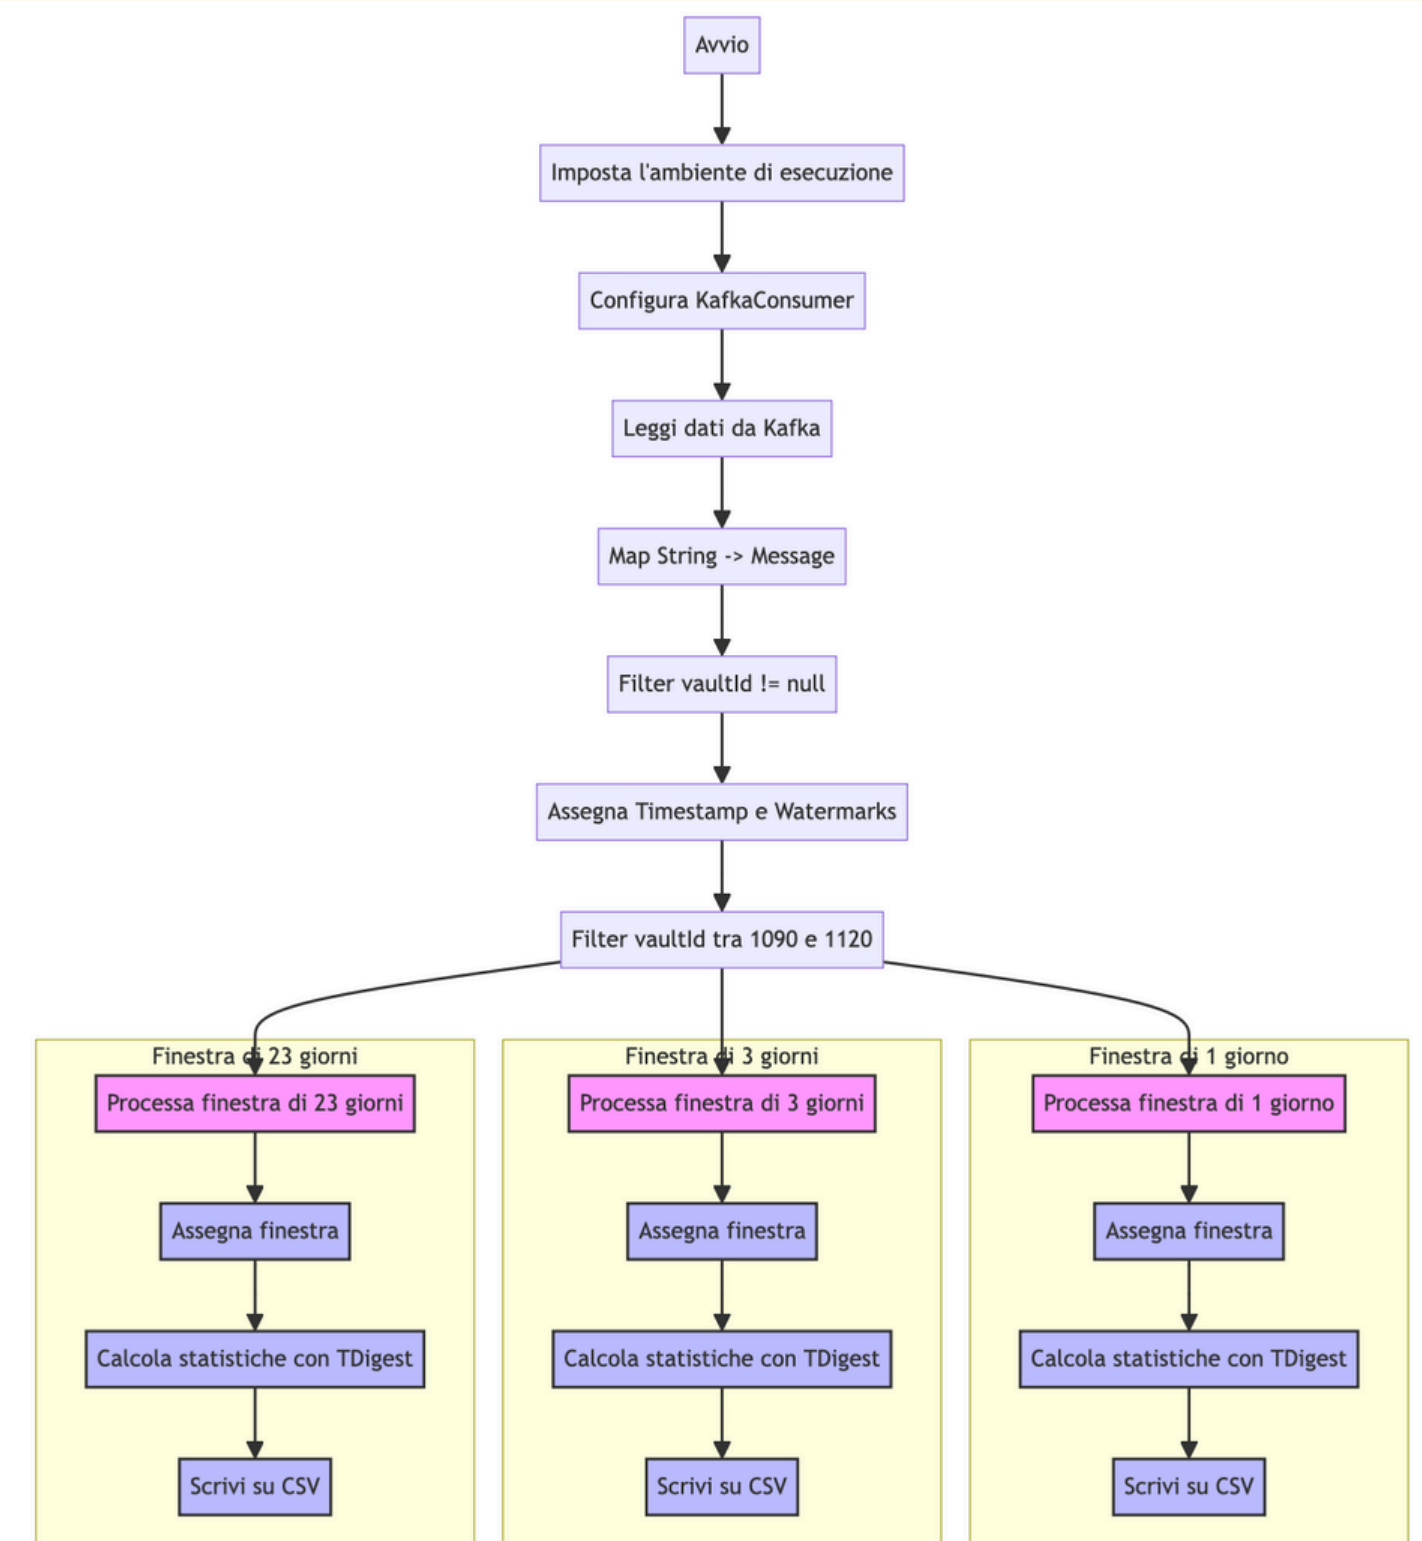 Avvio
Imposta l'ambiente di esecuzione
Configura KafkaConsumer
Leggi dati da Kafka
Map String -> Message
Filter vaultId != null
Assegna Timestamp e Watermarks
Filter vaultId tra 1090 e 1120
Finestra di 23 giorni
Processa finestra di 23 giorni
Assegna finestra
Calcola statistiche con TDigest
Scrivi su CSV
Finestra di 3 giorni
Processa finestra di 3 giorni
Assegna finestra
Calcola statistiche con TDigest
Scrivi su CSV
Finestra di 1 giorno
Processa finestra di 1 giorno
Assegna finestra
Calcola statistiche con TDigest
Scrivi su CSV